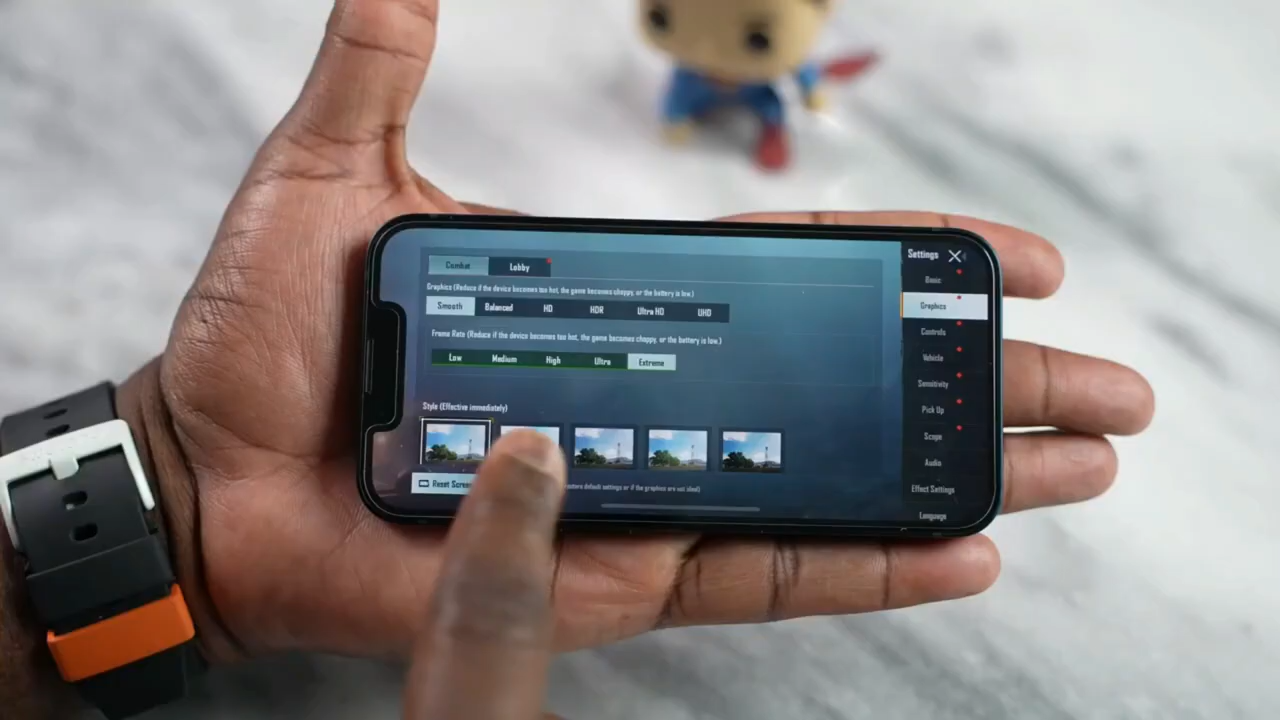 Settings
Combat Lobby
Graphics (Reduce if the device becomes too hot, the game becomes choppy, or the battery is low.)
Smooth Balanced HD HDR Ultra HD UHD
Frame Rate (Reduce if the device becomes too hot, the game becomes choppy, or the battery is low.)
Low Medium High Ultra Extreme
Style (Effective immediately)
Reset Screen
default settings or if the graphics are not ideal)
Basic
Graphics
Controls
Vehicle
Sensitivity
Pick Up
Scope
Audio
Effect Settings
Language